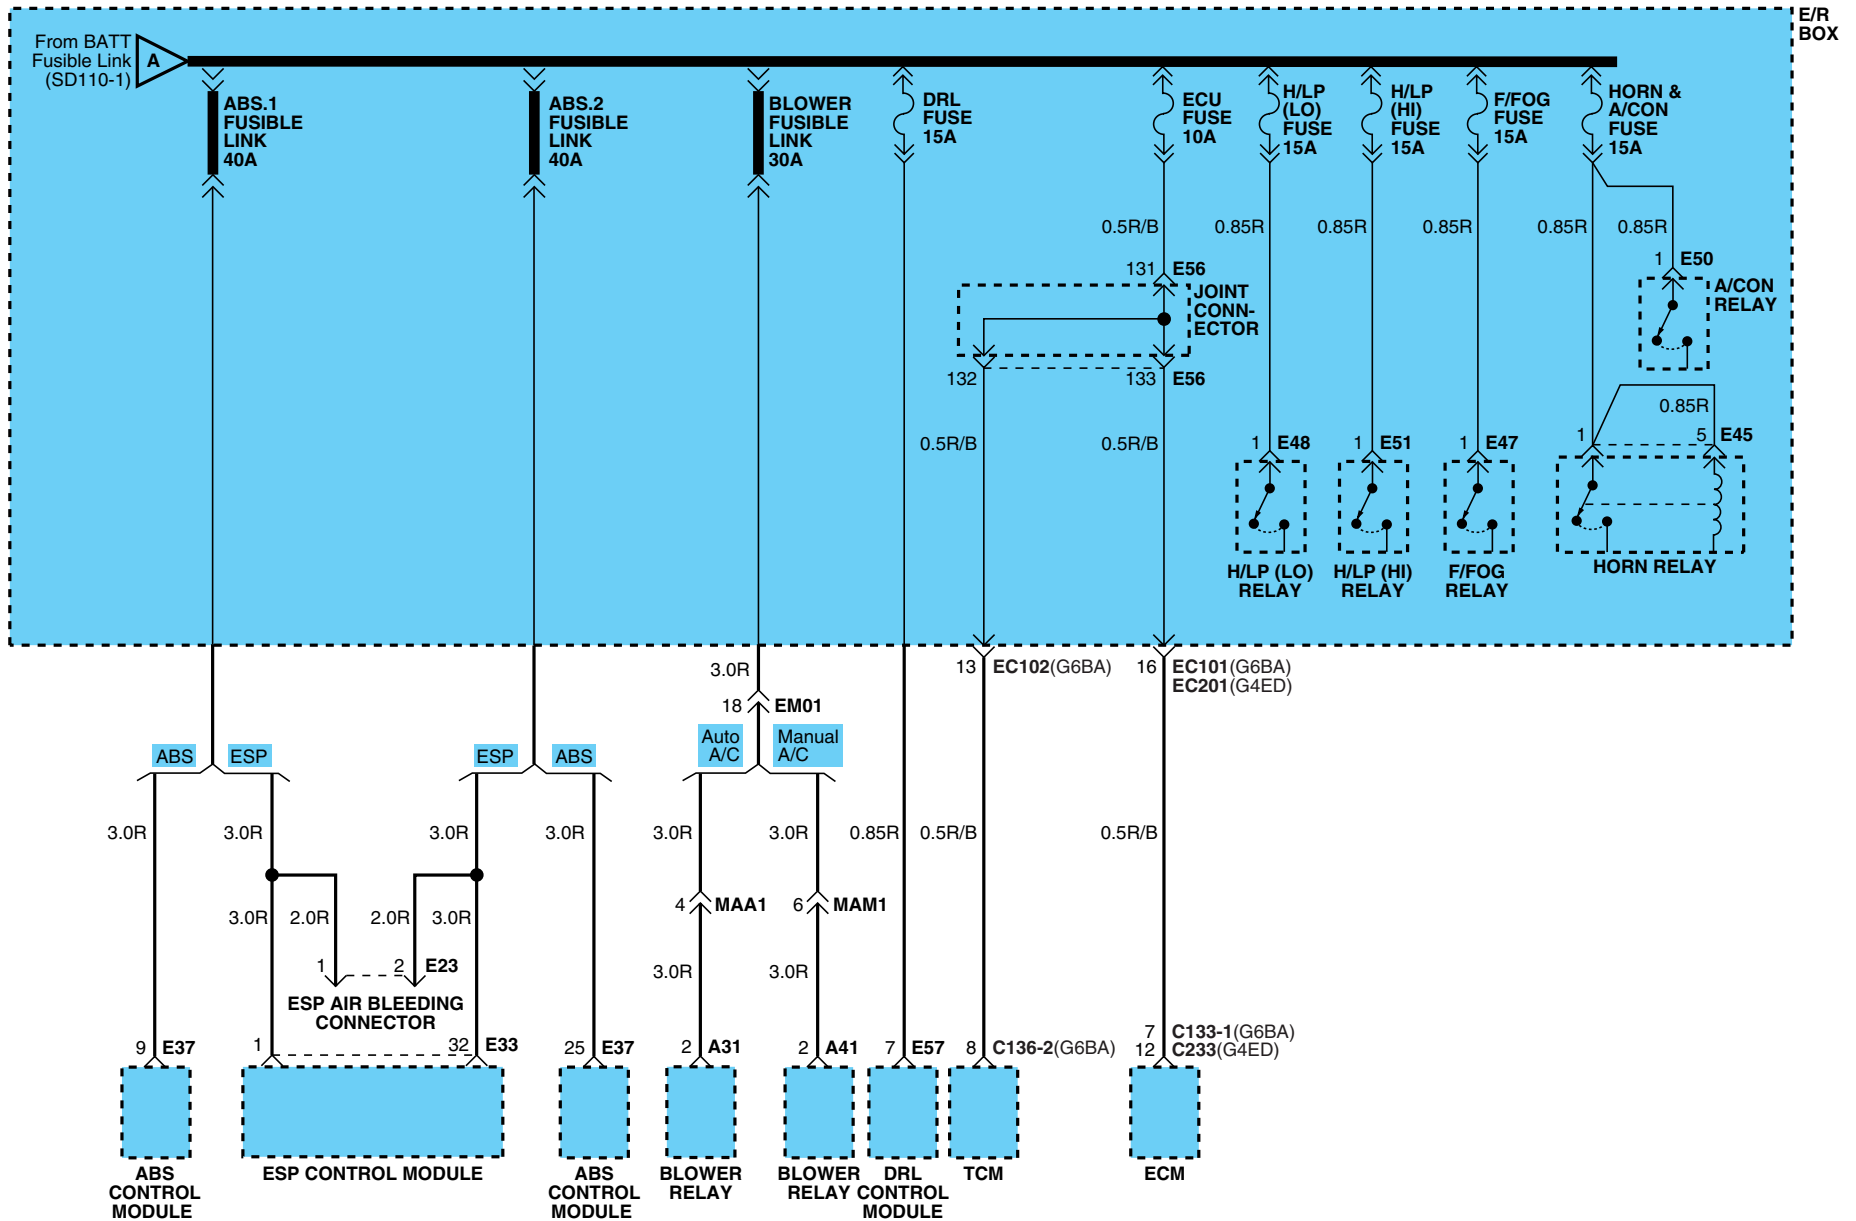 E/R
BOX
From BATT
Fusible Link
(SD110-1)
A
ABS.1
FUSIBLE
LINK
40A
ABS.2
FUSIBLE
LINK
40A
BLOWER
FUSIBLE
LINK
30A
DRL
FUSE
15A
ECU
FUSE
10A
H/LP
(LO)
FUSE
15A
H/LP
(HI)
FUSE
15A
F/FOG
FUSE
15A
HORN &
A/CON
FUSE
15A
0.5R/B 0.85R 0.85R 0.85R 0.85R 0.85R
131 E56
1 E50
JOINT
CONN-
ECTOR
A/CON
RELAY
132 133 E56
0.85R
0.5R/B 0.5R/B
1 E48 1 E51 1 E47 1 5 E45
H/LP (LO)
RELAY
H/LP (HI)
RELAY
F/FOG
RELAY
HORN RELAY
3.0R
13 EC102(G6BA) 16 EC101(G6BA)
EC201(G4ED)
18 EM01
ABS ESP ESP ABS
Auto
A/C
Manual
A/C
3.0R 3.0R 3.0R 3.0R 3.0R 3.0R 0.85R 0.5R/B 0.5R/B
4 MAA1 6 MAM1
3.0R 2.0R 2.0R 3.0R
1 2 E23
3.0R 3.0R
ESP AIR BLEEDING
CONNECTOR
7 C133-1(G6BA)
9 E37 1 32 E33 25 E37 2 A31 2 A41 7 E57 8 C136-2(G6BA) 12 C233(G4ED)
ABS
CONTROL
MODULE
ESP CONTROL MODULE
ABS
CONTROL
MODULE
BLOWER
RELAY
BLOWER
RELAY
DRL
CONTROL
MODULE
TCM
ECM